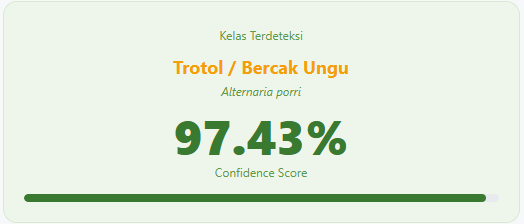 Kelas Terdeteksi
Trotol / Bercak Ungu
Alternaria porri
97.43%
Confidence Score